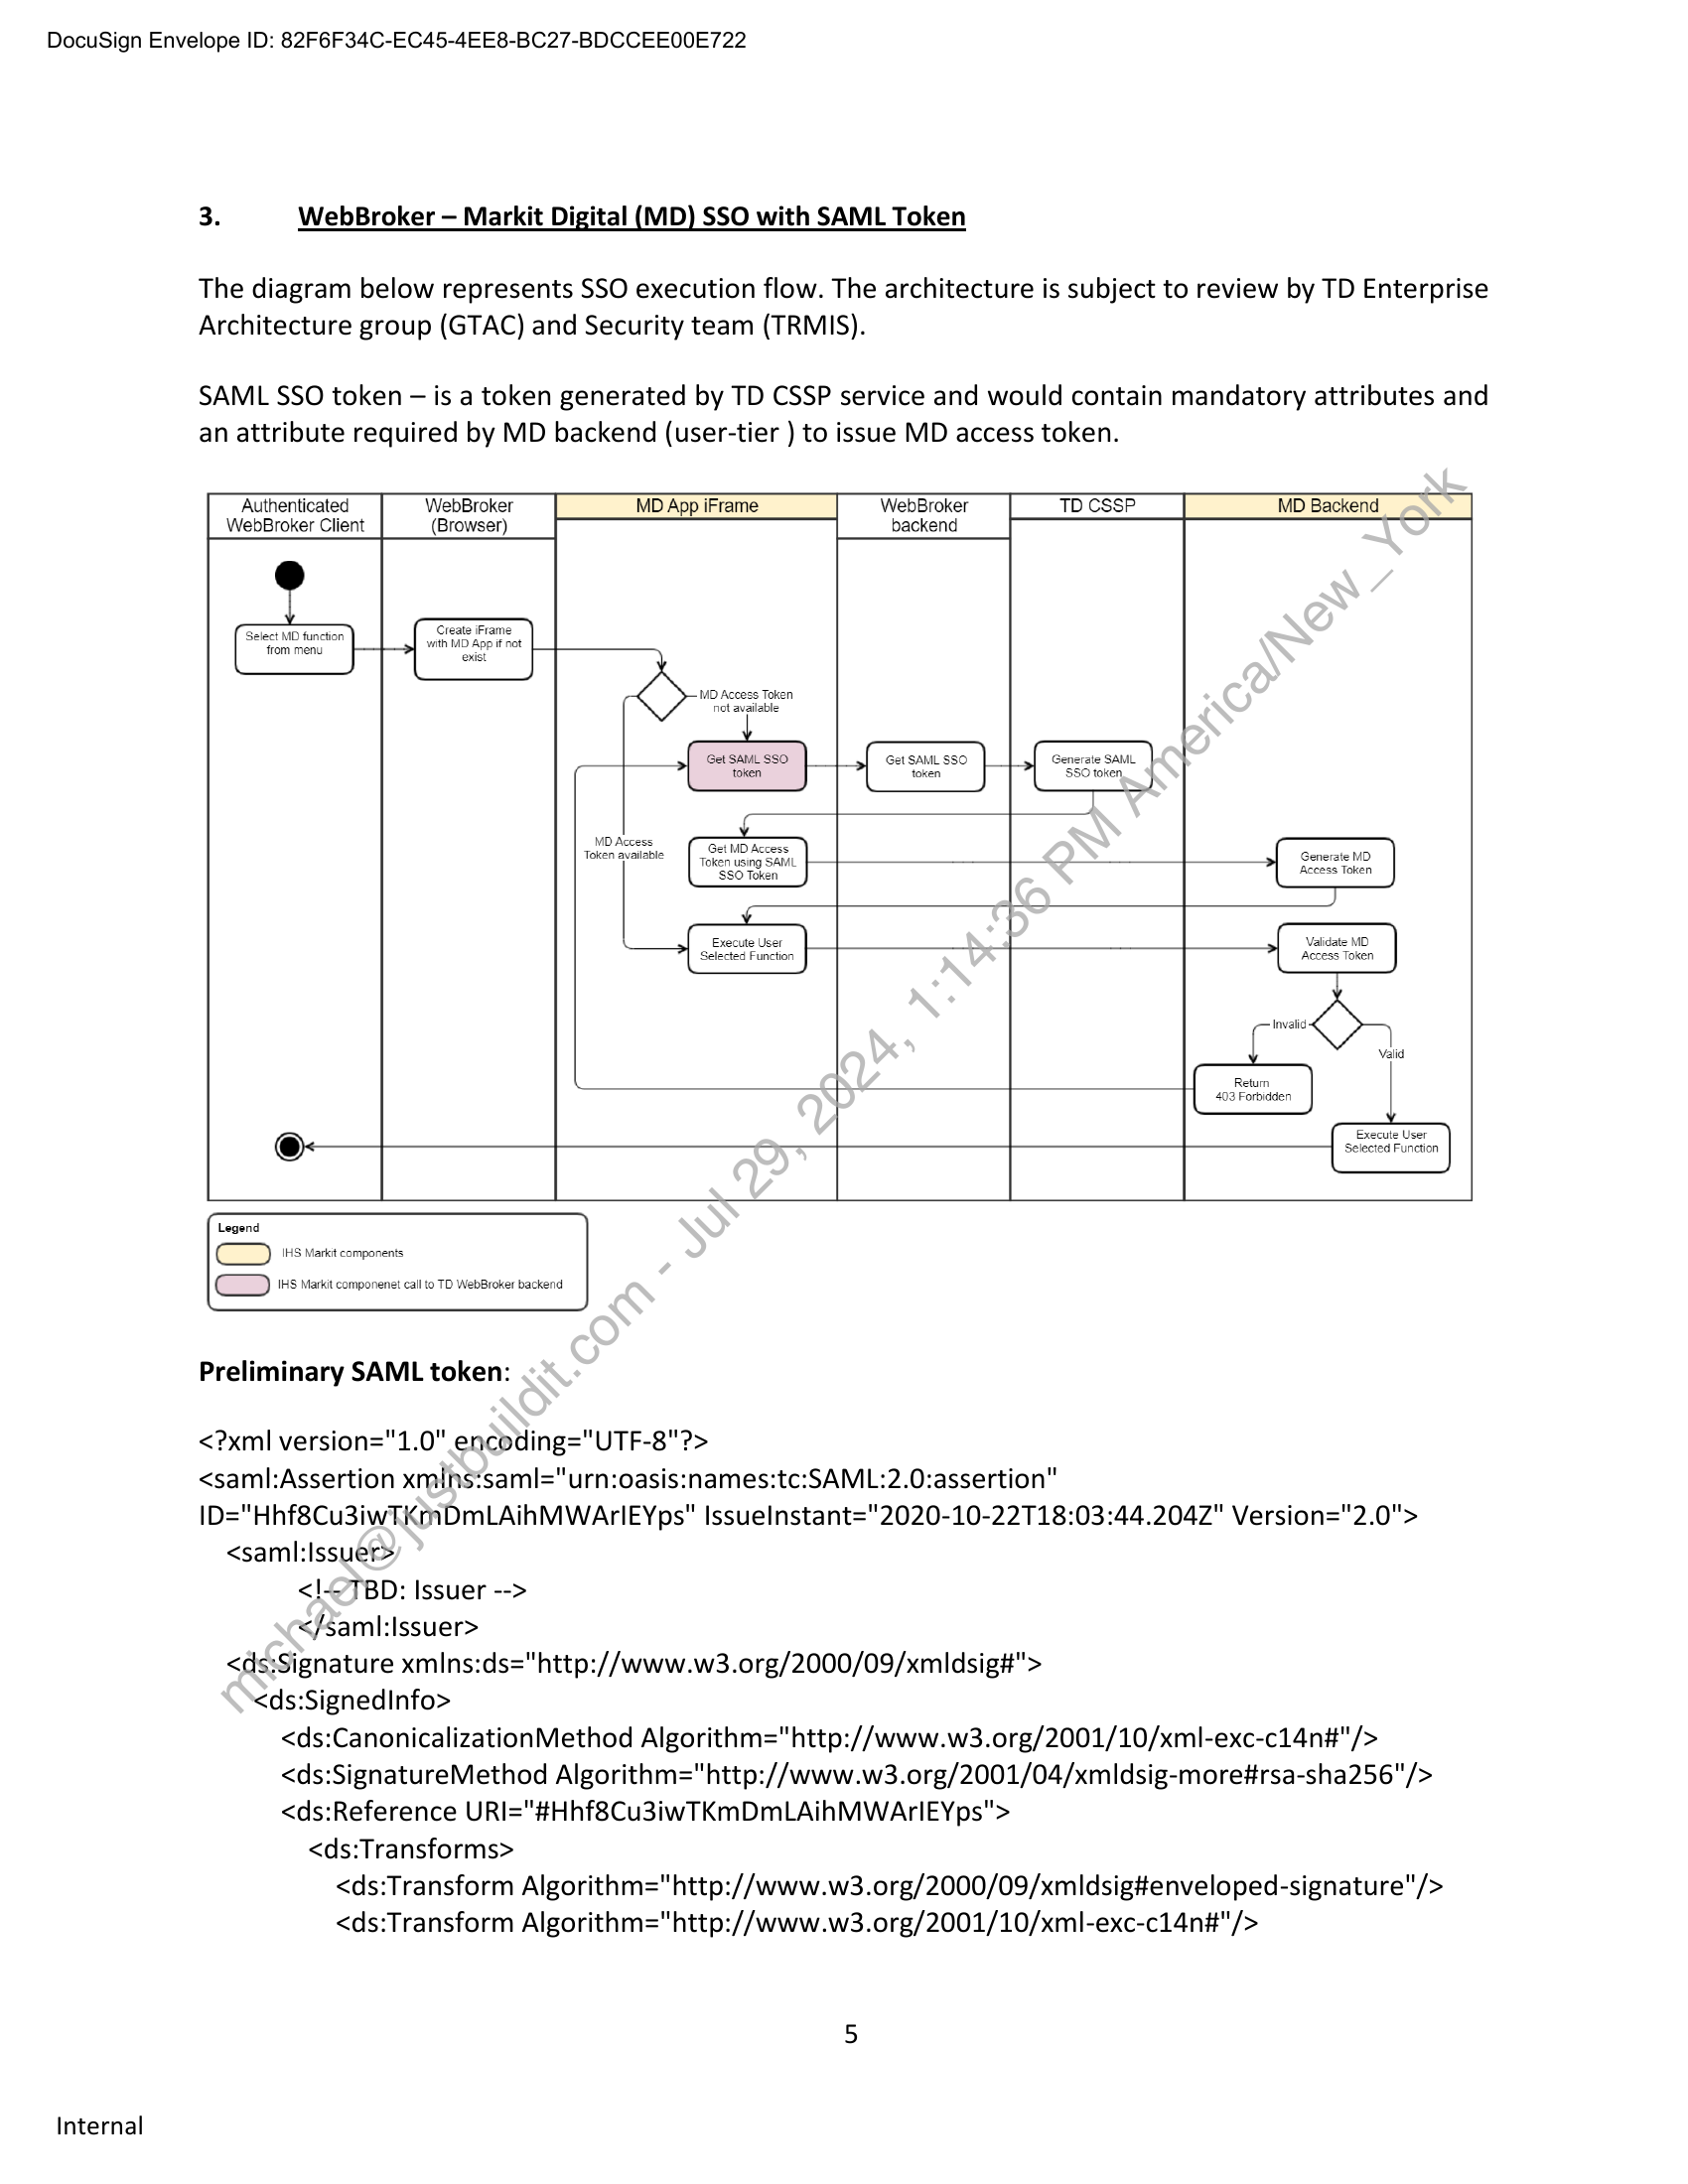 DocuSign Envelope ID: 82F6F34C-EC45-4EE8-BC27-BDCCEE00E722
3. WebBroker – Markit Digital (MD) SSO with SAML Token
The diagram below represents SSO execution flow. The architecture is subject to review by TD Enterprise
Architecture group (GTAC) and Security team (TRMIS).
SAML SSO token – is a token generated by TD CSSP service and would contain mandatory attributes and
an attribute required by MD backend (user-tier ) to issue MD access token.
Authenticated
WebBroker Client
WebBroker
(Browser)
MD App iFrame
WebBroker
backend
TD CSSP
MD Backend
Select MD function
from menu
Create iFrame
with MD App if not
exist
MD Access Token
not available
Get SAML SSO
token
Get SAML SSO
token
Generate SAML
SSO token
MD Access
Token available
Get MD Access
Token using SAML
SSO Token
Generate MD
Access Token
Execute User
Selected Function
Validate MD
Access Token
Invalid
Valid
Return
403 Forbidden
Execute User
Selected Function
Legend
IHS Markit components
IHS Markit componenet call to TD WebBroker backend
Preliminary SAML token:
<?xml version="1.0" encoding="UTF-8"?>
<saml:Assertion xmlns:saml="urn:oasis:names:tc:SAML:2.0:assertion"
ID="Hhf8Cu3iwTKmDmLAihMWArIEYps" IssueInstant="2020-10-22T18:03:44.204Z" Version="2.0">
<saml:Issuer>
<!-- TBD: Issuer -->
</saml:Issuer>
<ds:Signature xmlns:ds="http://www.w3.org/2000/09/xmldsig#">
<ds:SignedInfo>
<ds:CanonicalizationMethod Algorithm="http://www.w3.org/2001/10/xml-exc-c14n#"/>
<ds:SignatureMethod Algorithm="http://www.w3.org/2001/04/xmldsig-more#rsa-sha256"/>
<ds:Reference URI="#Hhf8Cu3iwTKmDmLAihMWArIEYps">
<ds:Transforms>
<ds:Transform Algorithm="http://www.w3.org/2000/09/xmldsig#enveloped-signature"/>
<ds:Transform Algorithm="http://www.w3.org/2001/10/xml-exc-c14n#"/>
michael@justbuildit.com - Jul 29, 2024, 1:14:36 PM America/New_York
5
Internal